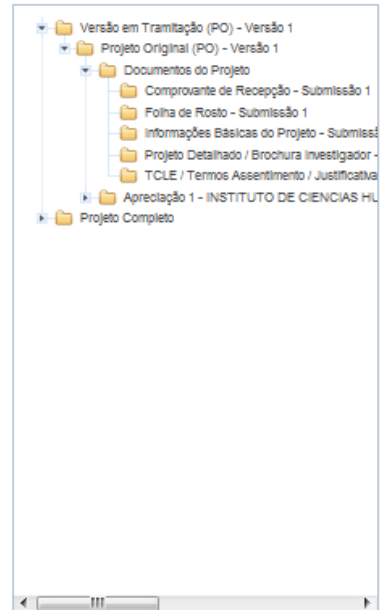 Versão em Tramitação (PO) - Versão 1
Projeto Original (PO) - Versão 1
Documentos do Projeto
Comprovante de Recepção - Submissão 1
Folha de Rosto - Submissão 1
Informações Básicas do Projeto - Submissã
Projeto Detalhado / Brochura Investigador -
TCLE / Termos Assentimento / Justificativa
Apreciação 1 - INSTITUTO DE CIENCIAS HU
Projeto Completo